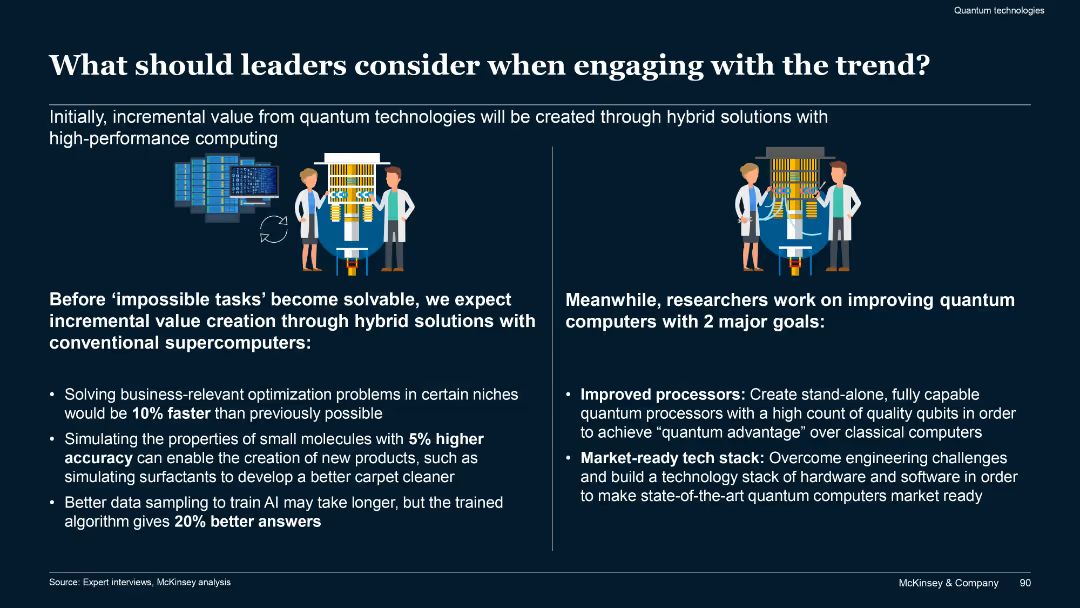 Quantum technologies
What should leaders consider when engaging with the trend?
Initially, incremental value from quantum technologies will be created through hybrid solutions with
high-performance computing
Before ‘impossible tasks’ become solvable, we expect
incremental value creation through hybrid solutions with
conventional supercomputers:
• Solving business-relevant optimization problems in certain niches
would be 10% faster than previously possible
• Simulating the properties of small molecules with 5% higher
accuracy can enable the creation of new products, such as
simulating surfactants to develop a better carpet cleaner
• Better data sampling to train AI may take longer, but the trained
algorithm gives 20% better answers
Meanwhile, researchers work on improving quantum
computers with 2 major goals:
• Improved processors: Create stand-alone, fully capable
quantum processors with a high count of quality qubits in order
to achieve “quantum advantage” over classical computers
• Market-ready tech stack: Overcome engineering challenges
and build a technology stack of hardware and software in order
to make state-of-the-art quantum computers market ready
Source: Expert interviews, McKinsey analysis
McKinsey & Company 90